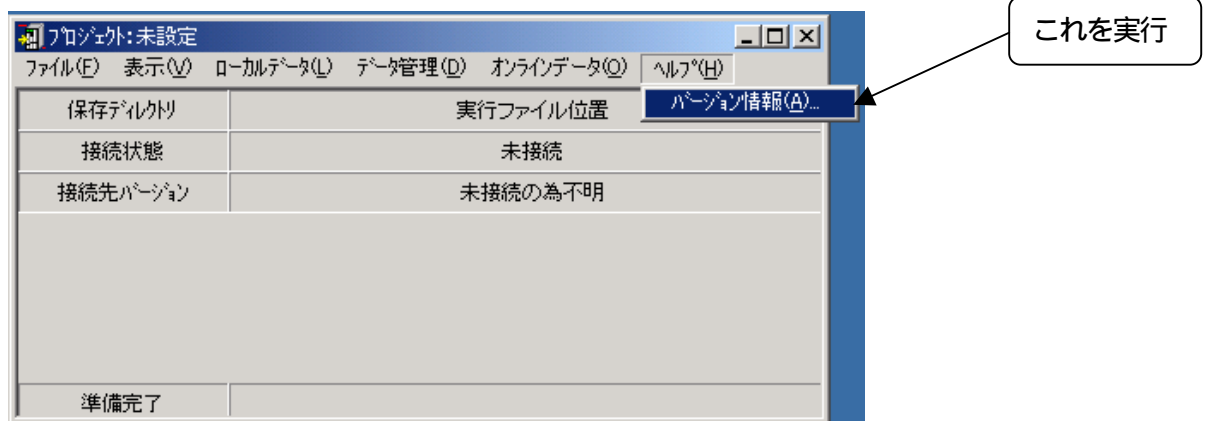 これを実行
ﾌﾟﾛｼﾞｪｸﾄ:未設定
ﾌｧｲﾙ(F) 表示(V) ﾛｰｶﾙﾃﾞｰﾀ(L) ﾃﾞｰﾀ管理(D) ｵﾝﾗｲﾝデータ(O) ﾍﾙﾌﾟ(H)
ﾊﾞｰｼﾞｮﾝ情報(A)...
保存ﾃﾞｨﾚｸﾄﾘ 実行ファイル位置
接続状態 未接続
接続先ﾊﾞｰｼﾞｮﾝ 未接続の為不明
準備完了